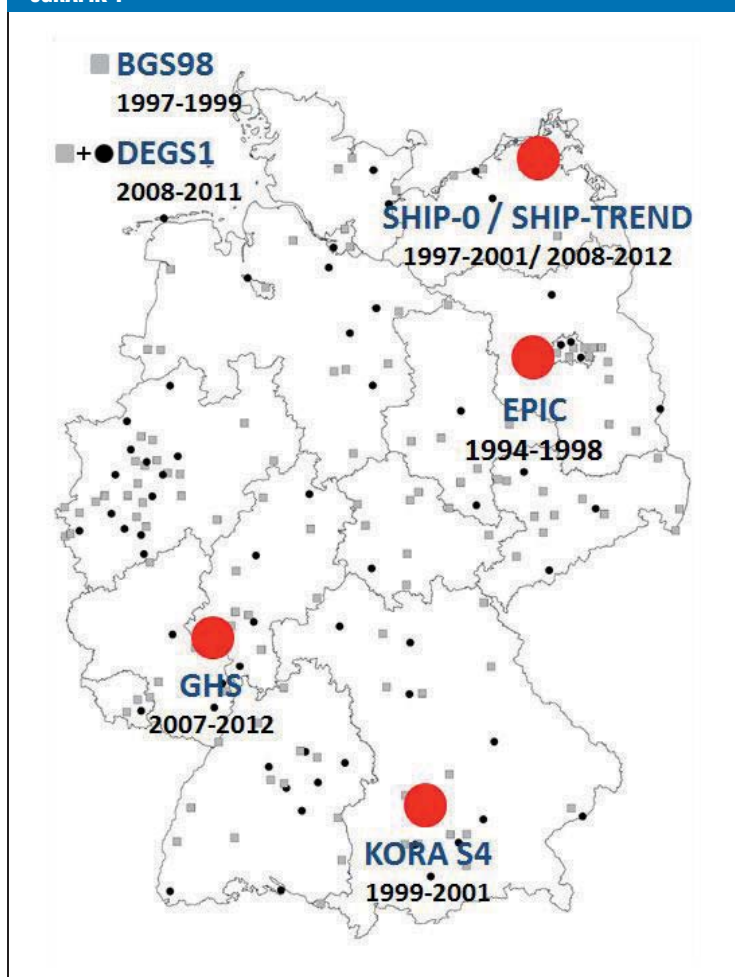 BGS98
1997-1999
+ DEGS1
2008-2011
SHIP-0 / SHIP-TREND
1997-2001/ 2008-2012
EPIC
1994-1998
GHS
2007-2012
KORA S4
1999-2001